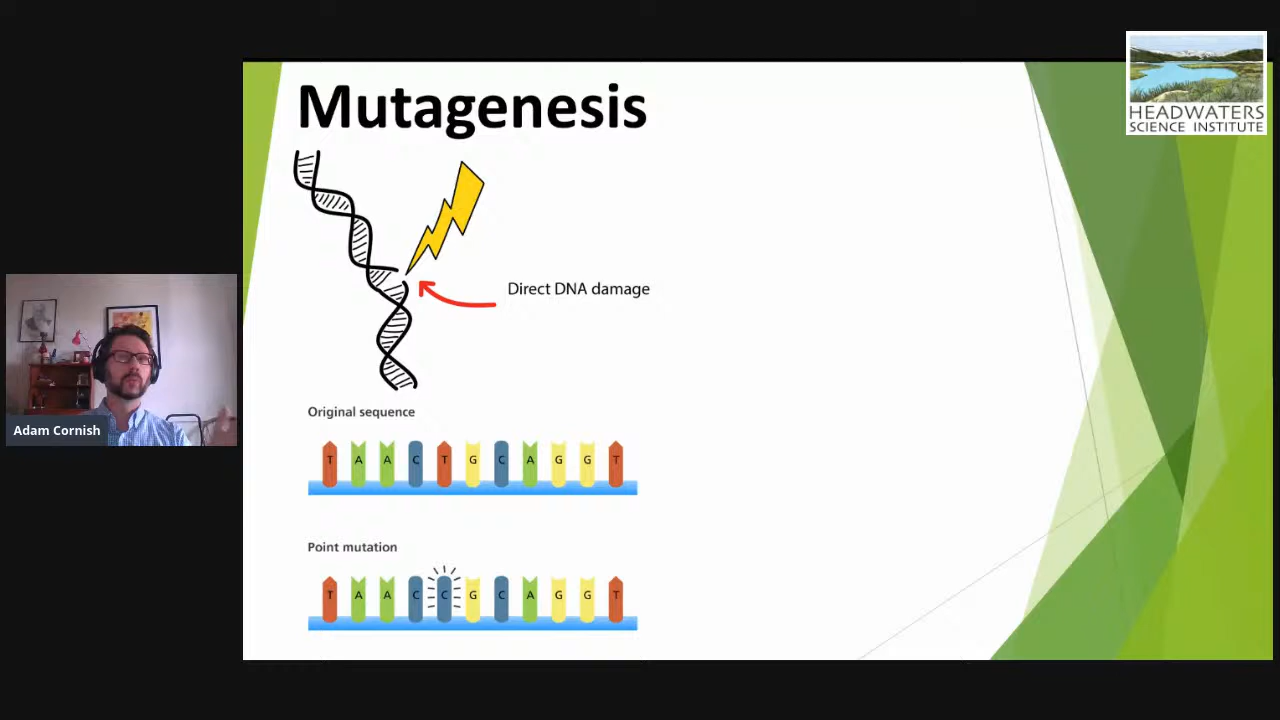 Mutagenesis
HEADWATERS
SCIENCE INSTITUTE
Direct DNA damage
Adam Cornish
Original sequence
T A A C T G C A G G T
Point mutation
T A A C C G C A G G T